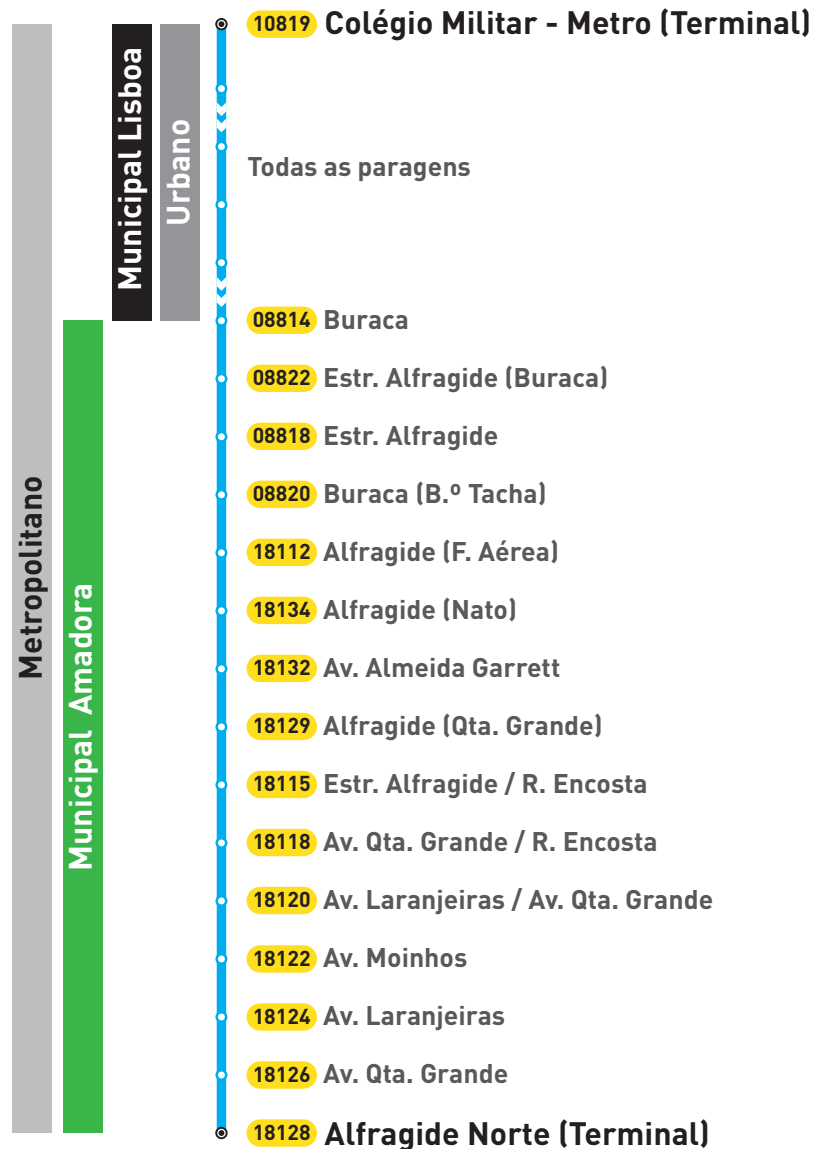 10819 Colégio Militar - Metro (Terminal)
Municipal Lisboa
Urbano
Todas as paragens
08814 Buraca
08822 Estr. Alfragide (Buraca)
08818 Estr. Alfragide
08820 Buraca (B.º Tacha)
Metropolitano
Municipal Amadora
18112 Alfragide (F. Aérea)
18134 Alfragide (Nato)
18132 Av. Almeida Garrett
18129 Alfragide (Qta. Grande)
18115 Estr. Alfragide / R. Encosta
18118 Av. Qta. Grande / R. Encosta
18120 Av. Laranjeiras / Av. Qta. Grande
18122 Av. Moinhos
18124 Av. Laranjeiras
18126 Av. Qta. Grande
18128 Alfragide Norte (Terminal)